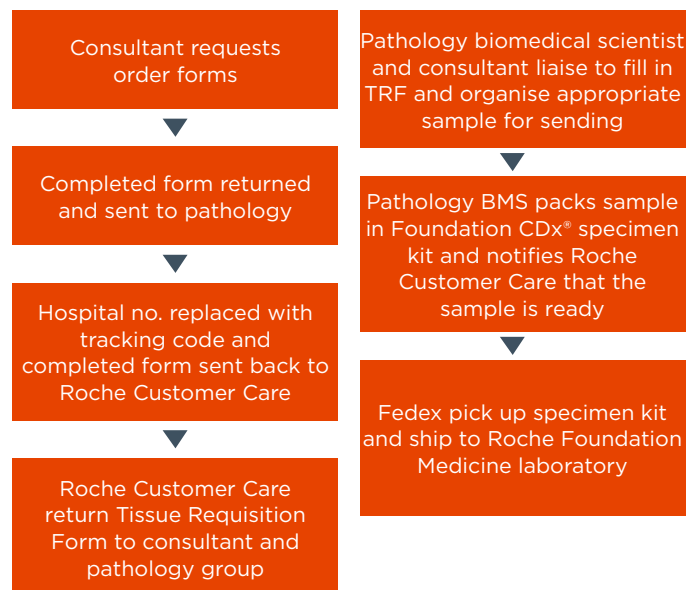 Consultant requests
order forms
Completed form returned
and sent to pathology
Hospital no. replaced with
tracking code and
completed form sent back to
Roche Customer Care
Roche Customer Care
return Tissue Requisition
Form to consultant and
pathology group
Pathology biomedical scientist
and consultant liaise to fill in
TRF and organise appropriate
sample for sending
Pathology BMS packs sample
in Foundation CDx® specimen
kit and notifies Roche
Customer Care that the
sample is ready
Fedex pick up specimen kit
and ship to Roche Foundation
Medicine laboratory